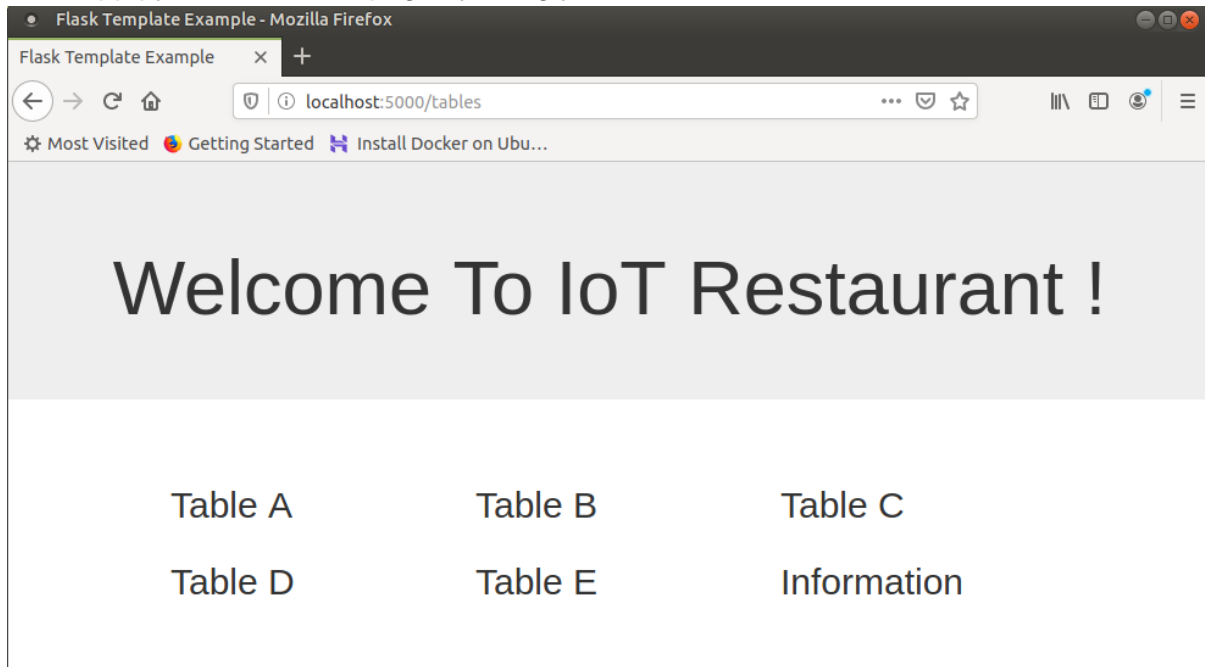 Flask Template Example - Mozilla Firefox
Flask Template Example
localhost:5000/tables
Most Visited Getting Started Install Docker on Ubu…
Welcome To IoT Restaurant !
Table A Table B Table C
Table D Table E Information